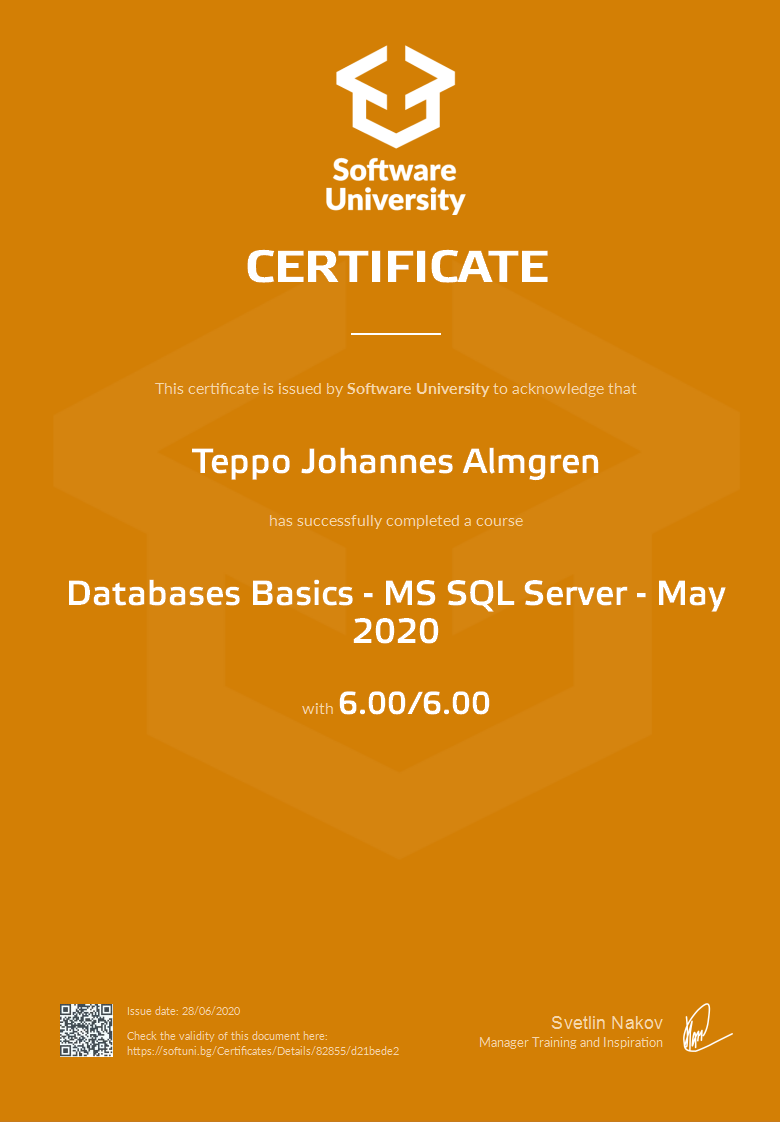 Software
University
CERTIFICATE
This certificate is issued by Software University to acknowledge that
Teppo Johannes Almgren
has successfully completed a course
Databases Basics - MS SQL Server - May
2020
with 6.00/6.00
Issue date: 28/06/2020
Check the validity of this document here:
https://softuni.bg/Certificates/Details/82855/d21bede2
Svetlin Nakov
Manager Training and Inspiration